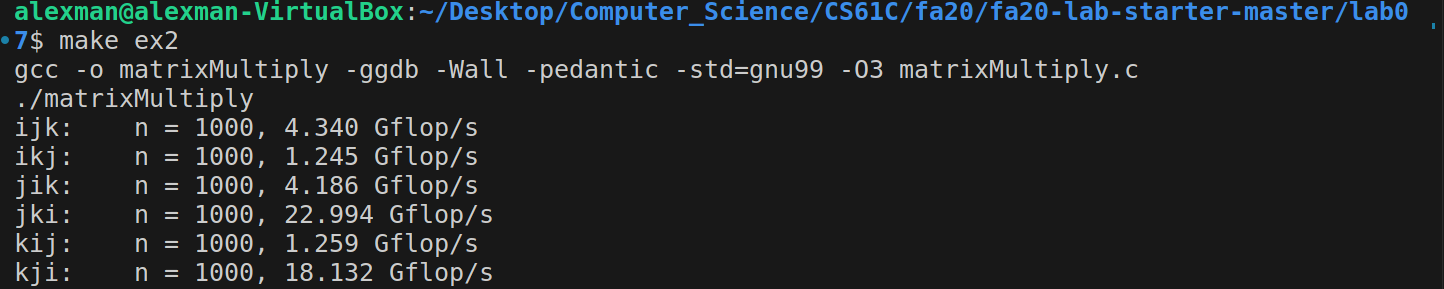 alexman@alexman-VirtualBox:~/Desktop/Computer_Science/CS61C/fa20/fa20-lab-starter-master/lab0
7$ make ex2
gcc -o matrixMultiply -ggdb -Wall -pedantic -std=gnu99 -O3 matrixMultiply.c
./matrixMultiply
ijk:    n = 1000, 4.340 Gflop/s
ikj:    n = 1000, 1.245 Gflop/s
jik:    n = 1000, 4.186 Gflop/s
jki:    n = 1000, 22.994 Gflop/s
kij:    n = 1000, 1.259 Gflop/s
kji:    n = 1000, 18.132 Gflop/s